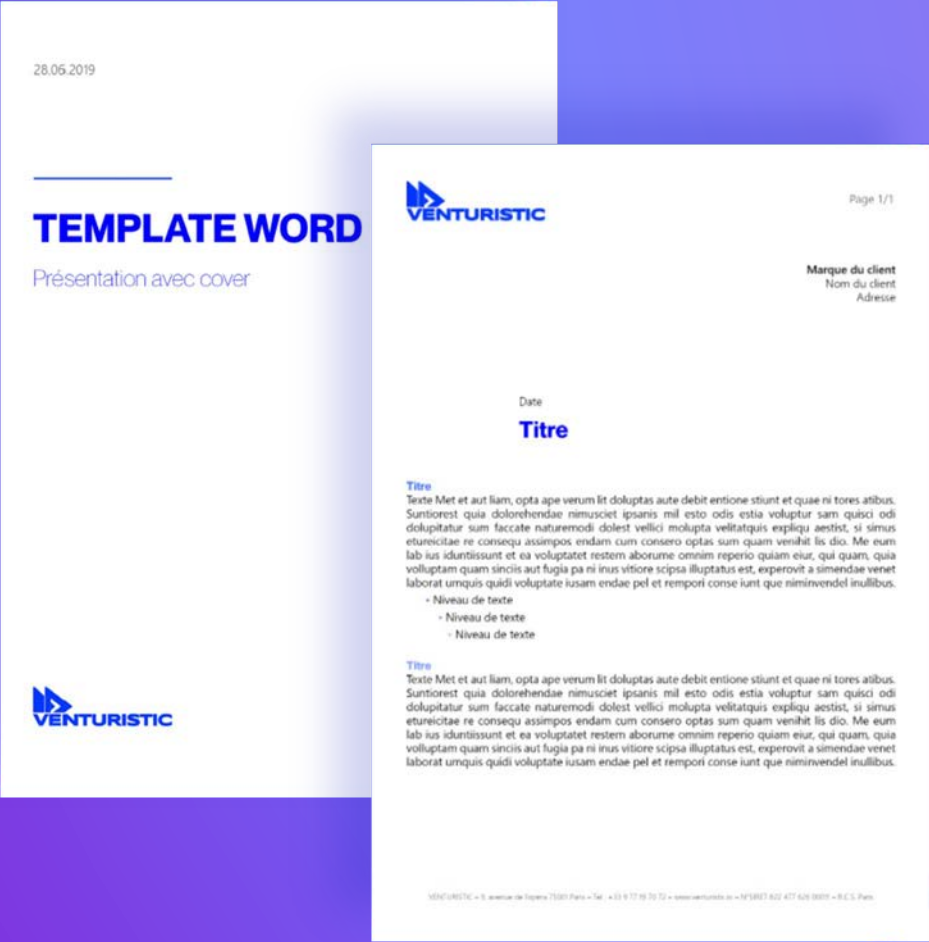 28.06.2019
TEMPLATE WORD
Présentation avec cover
VENTURISTIC
VENTURISTIC
Page 1/1
Marque du client
Nom du client
Adresse
Date
Titre
Titre
Texte Met et aut liam, opta ape verum lit doluptas aute debit entione stiunt et quae ni tores atibus.
Suntiorest quia dolorehendae nimusciet ipsanis mil esto odis estia voluptur sam quisci odi
dolupitatur sum faccate naturemodi dolest vellici molupta velitatquis expliqu aestist, si simus
etureicitae re consequ assimpos endam cum consero optas sum quam venihit lis dio. Me eum
lab ius iduntiissunt et ea voluptatet restem aborume omnim reperio quiam eiur, qui quam, quia
volluptam quam sinciis aut fugia pa ni inus vitiore scipsa illuptatus est, experovit a simendae venet
laborat umquis quidi voluptate iusam endae pel et rempori conse iunt que niminvendel inullibus.
- Niveau de texte
- Niveau de texte
- Niveau de texte
Titre
Texte Met et aut liam, opta ape verum lit doluptas aute debit entione stiunt et quae ni tores atibus.
Suntiorest quia dolorehendae nimusciet ipsanis mil esto odis estia voluptur sam quisci odi
dolupitatur sum faccate naturemodi dolest vellici molupta velitatquis expliqu aestist, si simus
etureicitae re consequ assimpos endam cum consero optas sum quam venihit lis dio. Me eum
lab ius iduntiissunt et ea voluptatet restem aborume omnim reperio quiam eiur, qui quam, quia
volluptam quam sinciis aut fugia pa ni inus vitiore scipsa illuptatus est, experovit a simendae venet
laborat umquis quidi voluptate iusam endae pel et rempori conse iunt que niminvendel inullibus.
VENTURISTIC – 9, avenue de 75001 Paris – Tel : – R.C.S. Paris